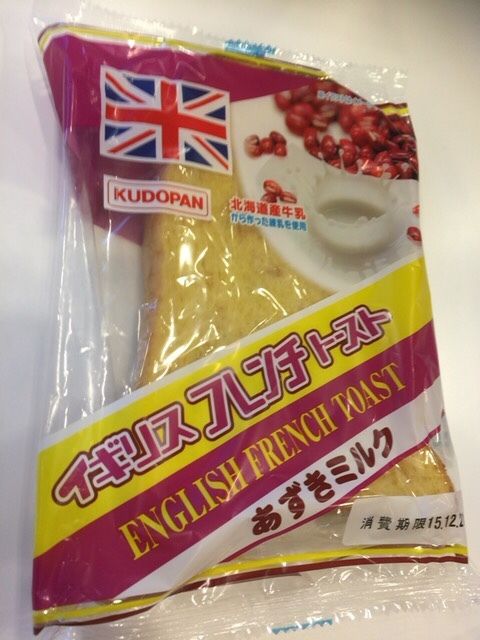 KUDOPAN
北海道産牛乳
から作った練乳を使用
イギリス フレンチ トースト
ENGLISH FRENCH TOAST
あずきミルク
消費期限15.12.2